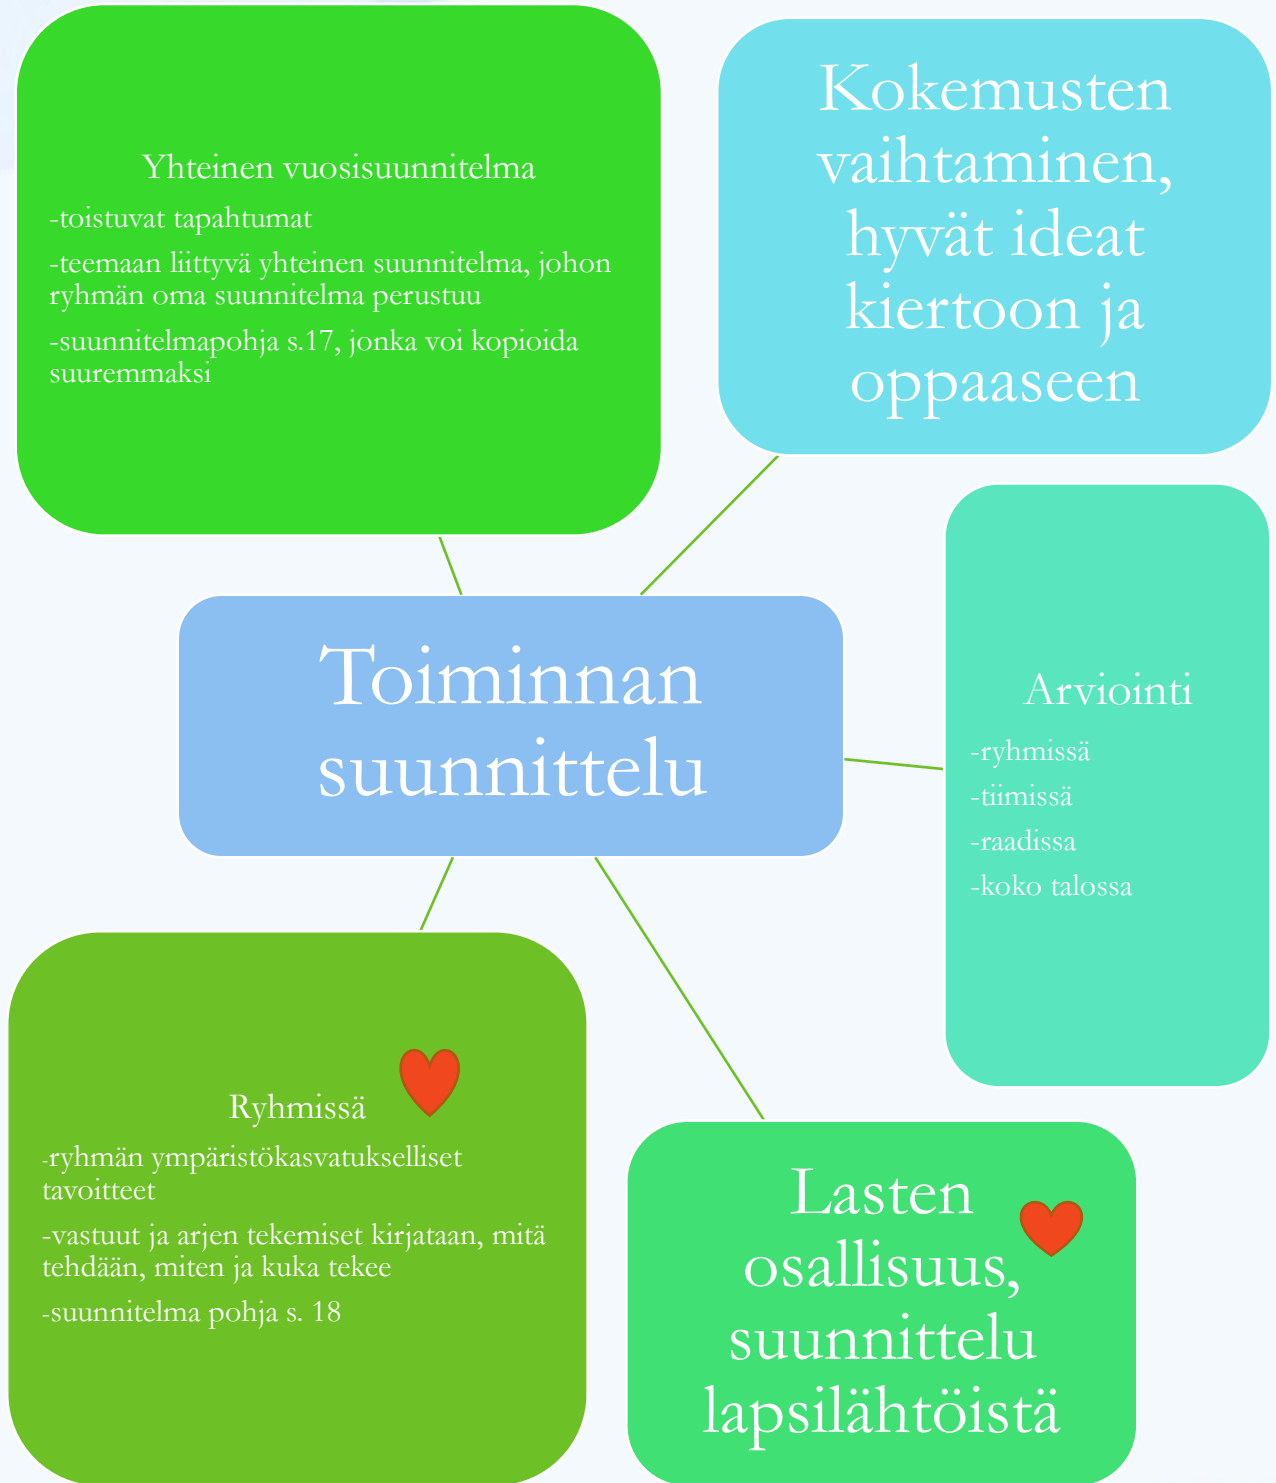 Yhteinen vuosisuunnitelma
-toistuvat tapahtumat
-teemaan liittyvä yhteinen suunnitelma, johon
ryhmän oma suunnitelma perustuu
-suunnitelmapohja s.17, jonka voi kopioida
suuremmaksi
Kokemusten
vaihtaminen,
hyvät ideat
kiertoon ja
oppaaseen
Toiminnan
suunnittelu
Arviointi
-ryhmissä
-tiimissä
-raadissa
-koko talossa
Ryhmissä
-ryhmän ympäristökasvatukselliset
tavoitteet
-vastuut ja arjen tekemiset kirjataan, mitä
tehdään, miten ja kuka tekee
-suunnitelma pohja s. 18
Lasten
osallisuus,
suunnittelu
lapsilähtöistä